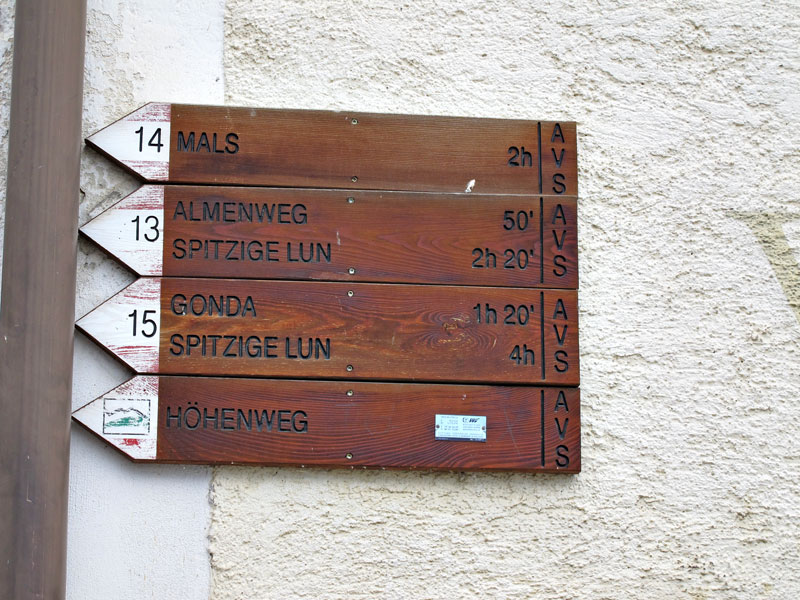 14 MALS 2h AVS
13 ALMENWEG 50' AVS
SPITZIGE LUN 2h 20'
15 GONDA 1h 20' AVS
SPITZIGE LUN 4h
HÖHENWEG AVS